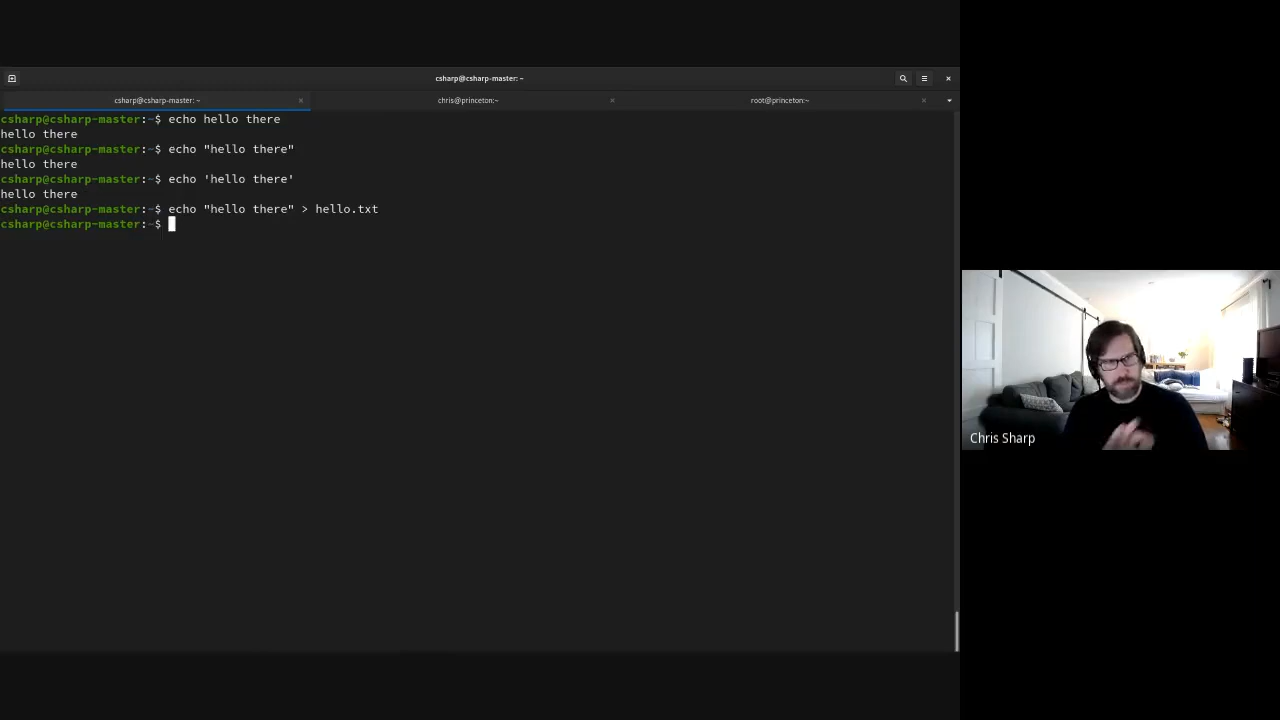 csharp@csharp-master: ~
csharp@csharp-master: ~
chris@princeton:~
root@princeton:~
csharp@csharp-master:~$ echo hello there
hello there
csharp@csharp-master:~$ echo "hello there"
hello there
csharp@csharp-master:~$ echo 'hello there'
hello there
csharp@csharp-master:~$ echo "hello there" > hello.txt
csharp@csharp-master:~$
Chris Sharp